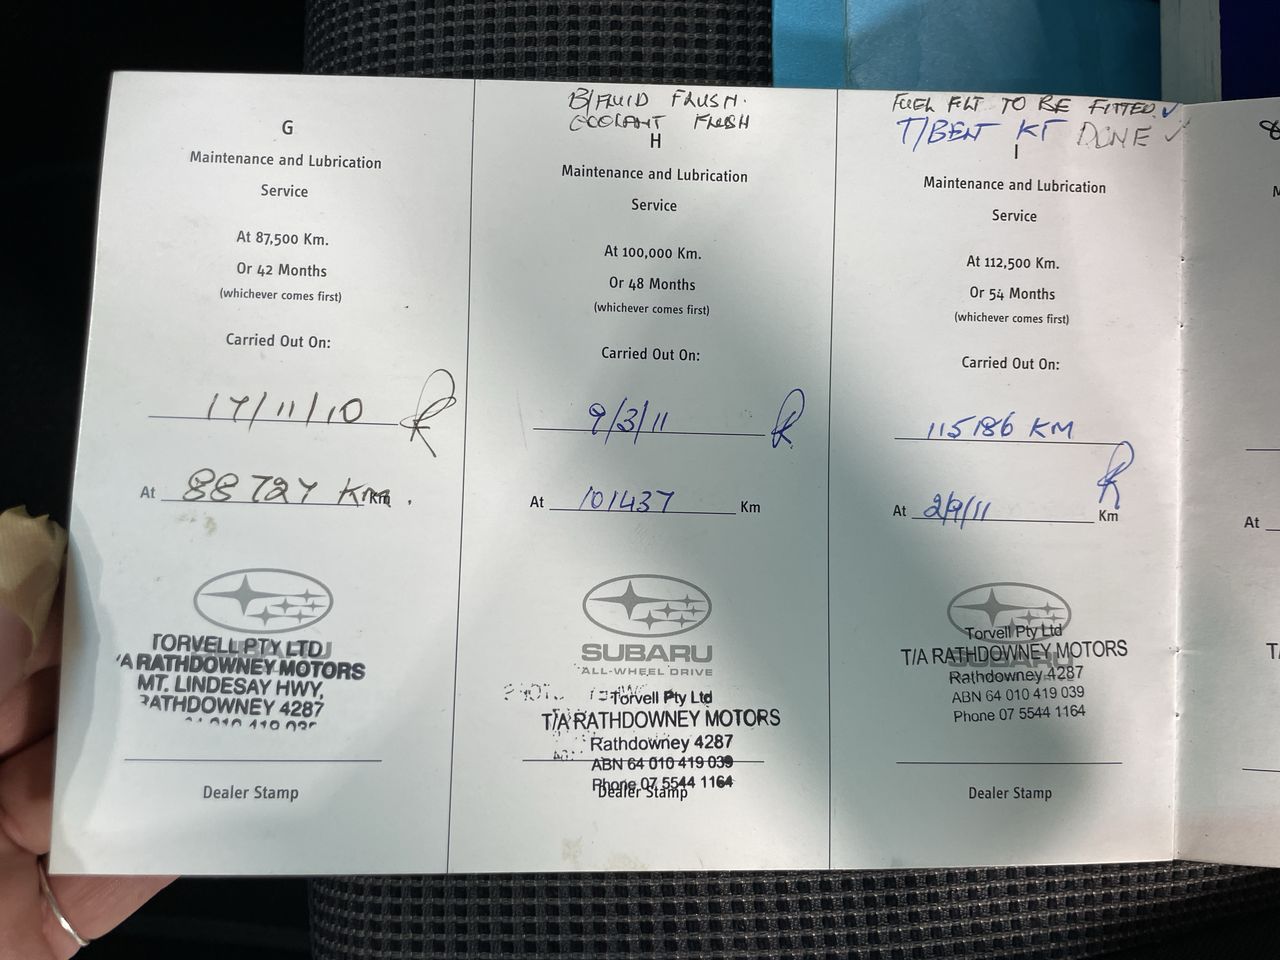 G
Maintenance and Lubrication
Service
At 87,500 Km.
Or 42 Months
(whichever comes first)
Carried Out On:
17/11/10
At 88727 Km.
TORVELL PTY LTD
/A RATHDOWNEY MOTORS
MT. LINDESAY HWY,
RATHDOWNEY 4287
64 010 419 039
Dealer Stamp
B/FLUID FLUSH.
COOLANT FLUSH
H
Maintenance and Lubrication
Service
At 100,000 Km.
Or 48 Months
(whichever comes first)
Carried Out On:
9/3/11
At 101437 Km
SUBARU
ALL-WHEEL DRIVE
Torvell Pty Ltd
T/A RATHDOWNEY MOTORS
Rathdowney 4287
ABN 64 010 419 039
Phone 07 5544 1164
Dealer Stamp
FUEL FLT TO BE FITTED ✓
T/BELT KT DONE ✓
I
Maintenance and Lubrication
Service
At 112,500 Km.
Or 54 Months
(whichever comes first)
Carried Out On:
115186 KM
At 2/9/11 Km
Torvell Pty Ltd
T/A RATHDOWNEY MOTORS
Rathdowney 4287
ABN 64 010 419 039
Phone 07 5544 1164
Dealer Stamp
At